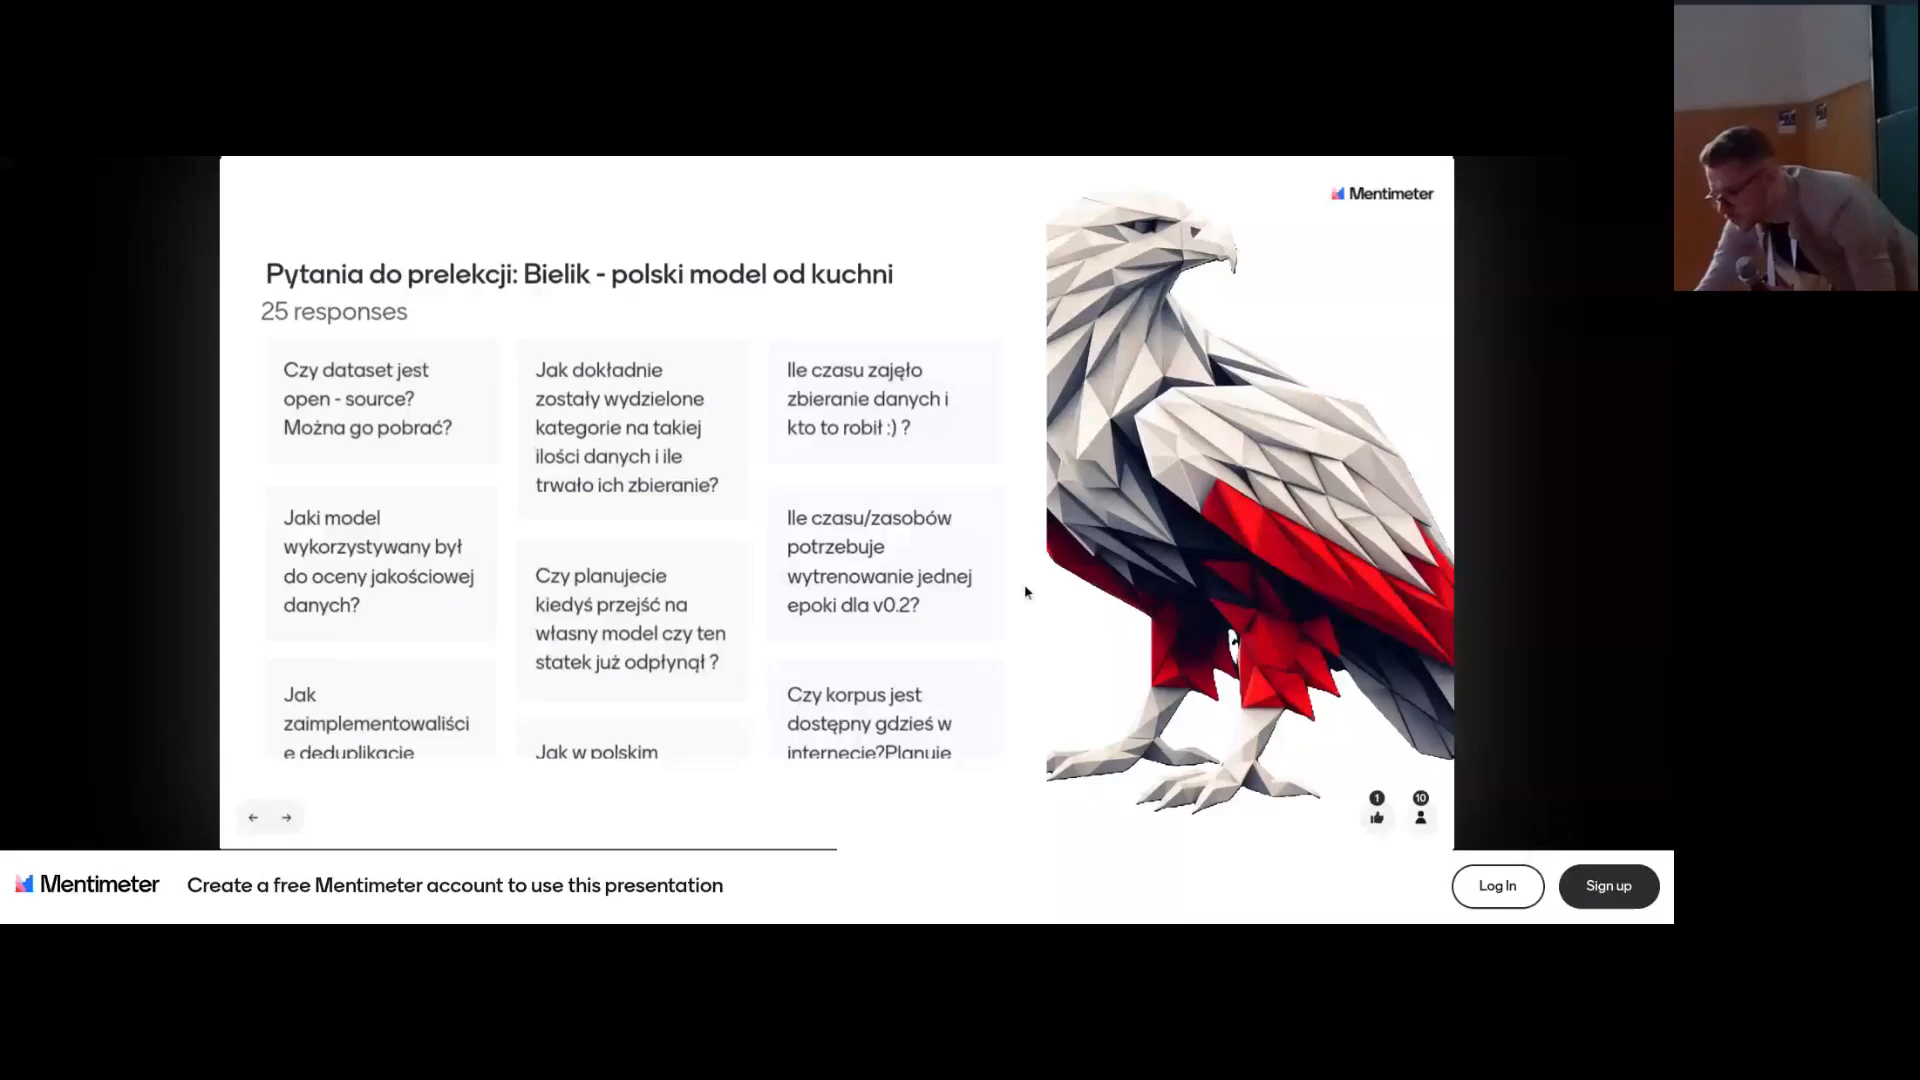 Mentimeter
Pytania do prelekcji: Bielik - polski model od kuchni
25 responses
Czy dataset jest
open - source?
Można go pobrać?
Jaki model
wykorzystywany był
do oceny jakościowej
danych?
Jak
zaimplementowaliści
e deduplikacje
Jak dokładnie
zostały wydzielone
kategorie na takiej
ilości danych i ile
trwało ich zbieranie?
Czy planujecie
kiedyś przejść na
własny model czy ten
statek już odpłynął ?
Jak w polskim
Ile czasu zajęło
zbieranie danych i
kto to robił :) ?
Ile czasu/zasobów
potrzebuje
wytrenowanie jednej
epoki dla v0.2?
Czy korpus jest
dostępny gdzieś w
internecie?Planuje
1
10
Mentimeter
Create a free Mentimeter account to use this presentation
Log In
Sign up